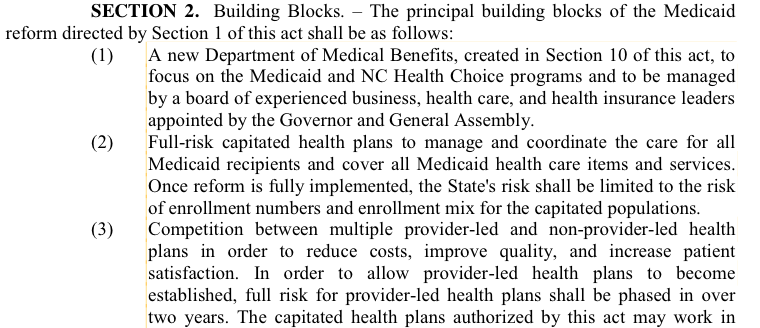 SECTION 2. Building Blocks. – The principal building blocks of the Medicaid
reform directed by Section 1 of this act shall be as follows:
(1) A new Department of Medical Benefits, created in Section 10 of this act, to
focus on the Medicaid and NC Health Choice programs and to be managed
by a board of experienced business, health care, and health insurance leaders
appointed by the Governor and General Assembly.
(2) Full-risk capitated health plans to manage and coordinate the care for all
Medicaid recipients and cover all Medicaid health care items and services.
Once reform is fully implemented, the State's risk shall be limited to the risk
of enrollment numbers and enrollment mix for the capitated populations.
(3) Competition between multiple provider-led and non-provider-led health
plans in order to reduce costs, improve quality, and increase patient
satisfaction. In order to allow provider-led health plans to become
established, full risk for provider-led health plans shall be phased in over
two years. The capitated health plans authorized by this act may work in